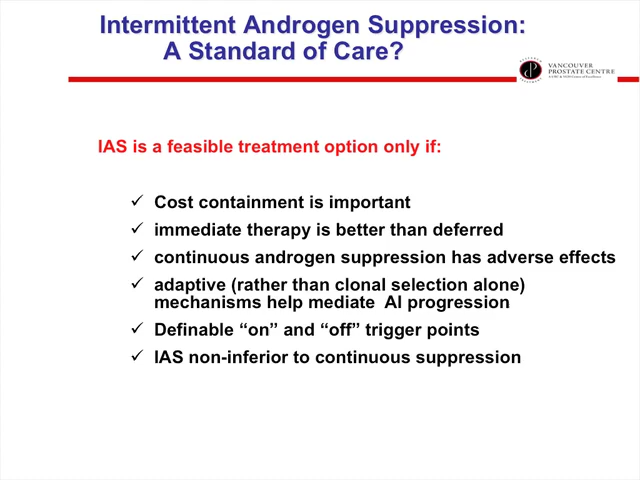 Intermittent Androgen Suppression:
A Standard of Care?
VANCOUVER
PROSTATE CENTRE
IAS is a feasible treatment option only if:
✓ Cost containment is important
✓ immediate therapy is better than deferred
✓ continuous androgen suppression has adverse effects
✓ adaptive (rather than clonal selection alone)
mechanisms help mediate AI progression
✓ Definable “on” and “off” trigger points
✓ IAS non-inferior to continuous suppression